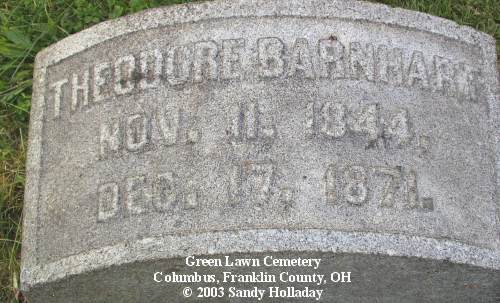 THEODORE BARNHART
NOV. 11. 1844.
DEC. 17. 1871.
Green Lawn Cemetery
Columbus, Franklin County, OH
© 2003 Sandy Holladay